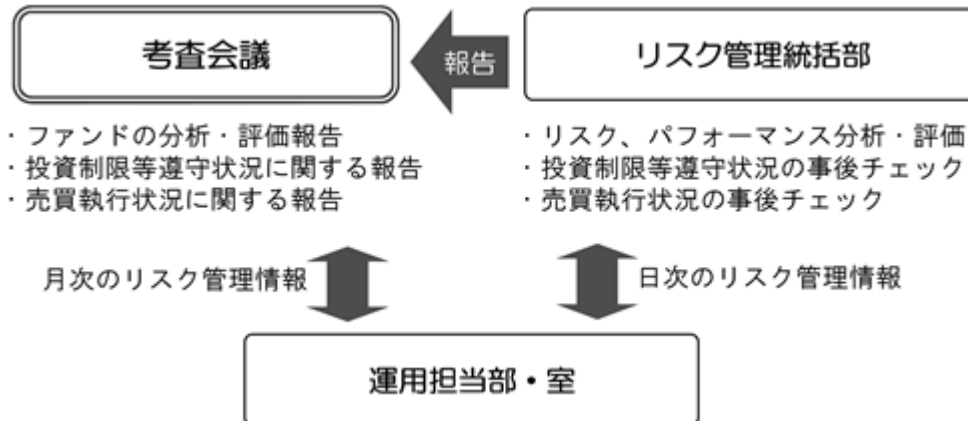 考査会議
報告
リスク管理統括部
・ファンドの分析・評価報告
・投資制限等遵守状況に関する報告
・売買執行状況に関する報告
・リスク、パフォーマンス分析・評価
・投資制限等遵守状況の事後チェック
・売買執行状況の事後チェック
月次のリスク管理情報
日次のリスク管理情報
運用担当部・室